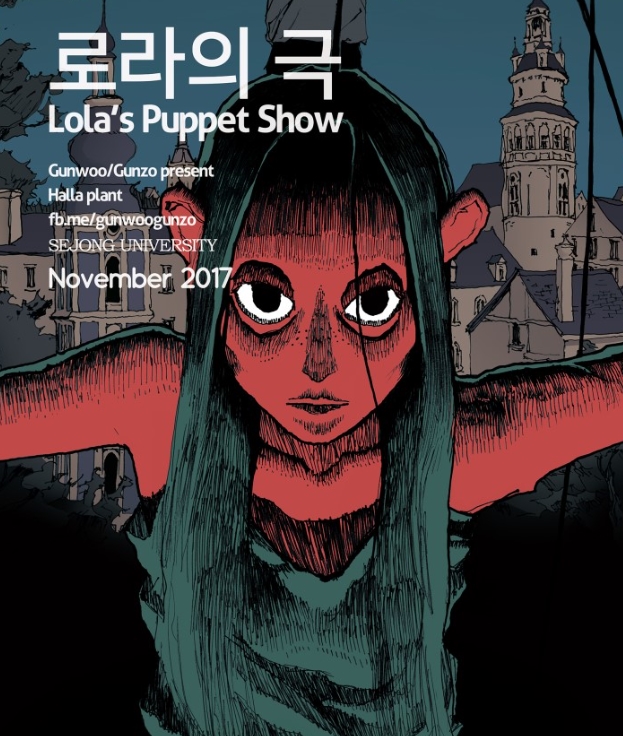 로라의 극
Lola's Puppet Show
Gunwoo/Gunzo present
Halla plant
fb.me/gunwoogunzo
SEJONG UNIVERSITY
November 2017